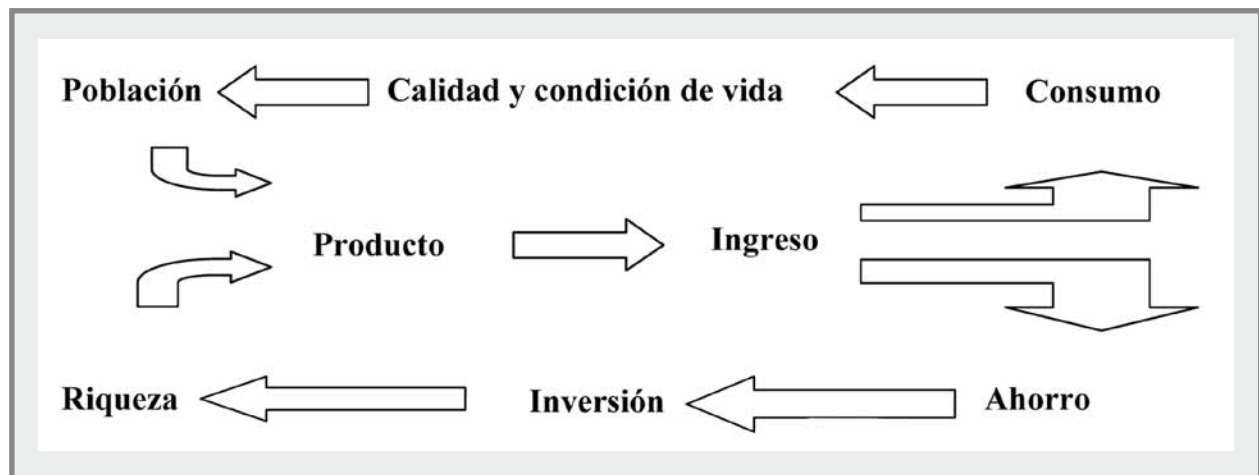 Población
Calidad y condición de vida
Consumo
Producto
Ingreso
Riqueza
Inversión
Ahorro